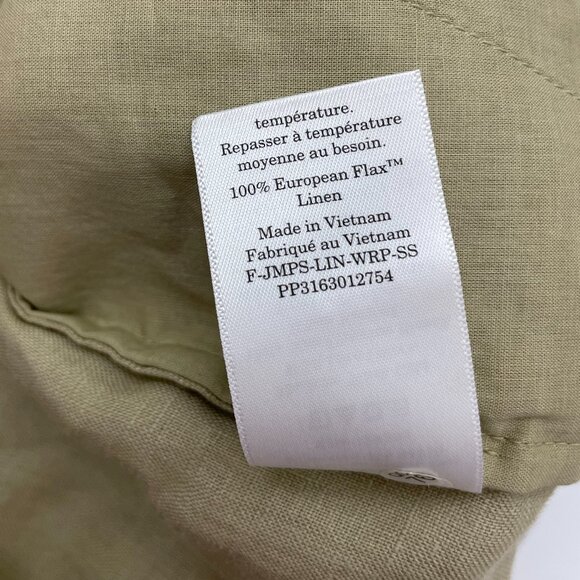 température.
Repasser à température
moyenne au besoin.
100% European Flax™
Linen
Made in Vietnam
Fabriqué au Vietnam
F-JMPS-LIN-WRP-SS
PP3163012754